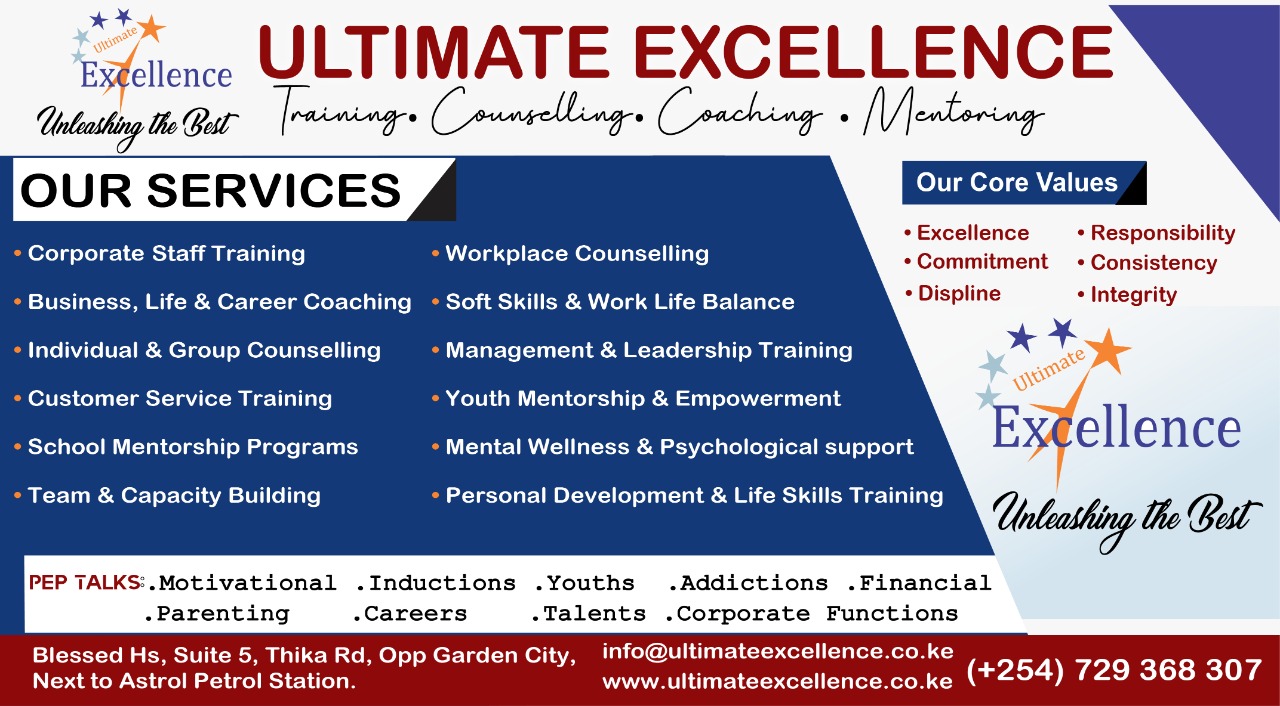 Ultimate
Excellence
Unleashing the Best
ULTIMATE EXCELLENCE
Training. Counselling. Coaching . Mentoring
OUR SERVICES
• Corporate Staff Training
• Business, Life & Career Coaching
• Individual & Group Counselling
• Customer Service Training
• School Mentorship Programs
• Team & Capacity Building
• Workplace Counselling
• Soft Skills & Work Life Balance
• Management & Leadership Training
• Youth Mentorship & Empowerment
• Mental Wellness & Psychological support
• Personal Development & Life Skills Training
Our Core Values
• Excellence
• Commitment
• Displine
• Responsibility
• Consistency
• Integrity
Ultimate
Excellence
Unleashing the Best
PEP TALKS: .Motivational .Inductions .Youths .Addictions .Financial
.Parenting .Careers .Talents .Corporate Functions
Blessed Hs, Suite 5, Thika Rd, Opp Garden City,
Next to Astrol Petrol Station.
info@ultimateexcellence.co.ke
www.ultimateexcellence.co.ke
(+254) 729 368 307